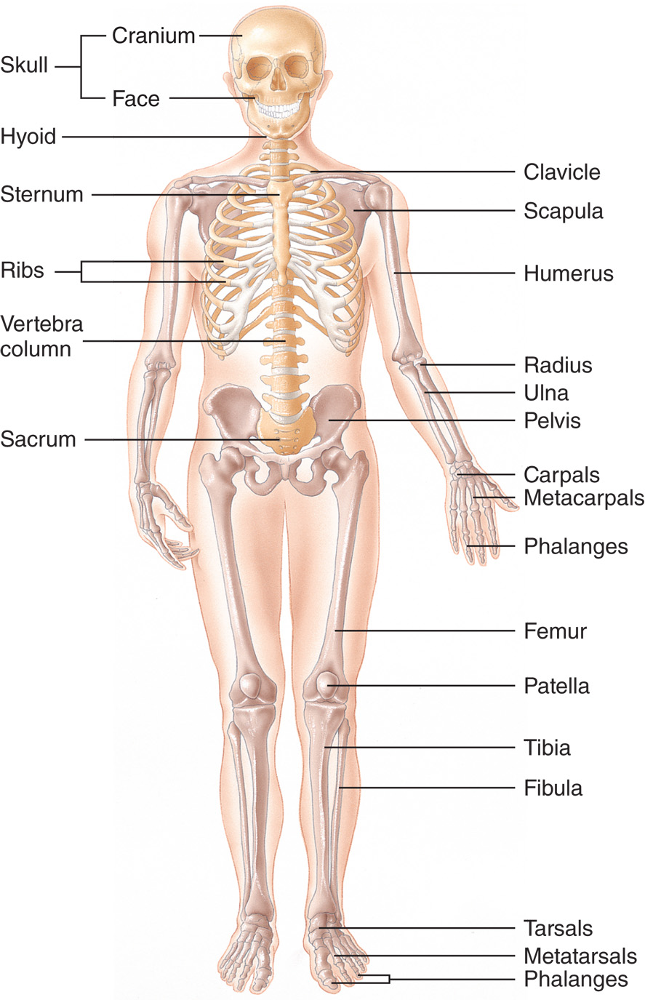 Cranium
Skull
Face
Hyoid
Sternum
Ribs
Vertebra
column
Sacrum
Clavicle
Scapula
Humerus
Radius
Ulna
Pelvis
Carpals
Metacarpals
Phalanges
Femur
Patella
Tibia
Fibula
Tarsals
Metatarsals
Phalanges